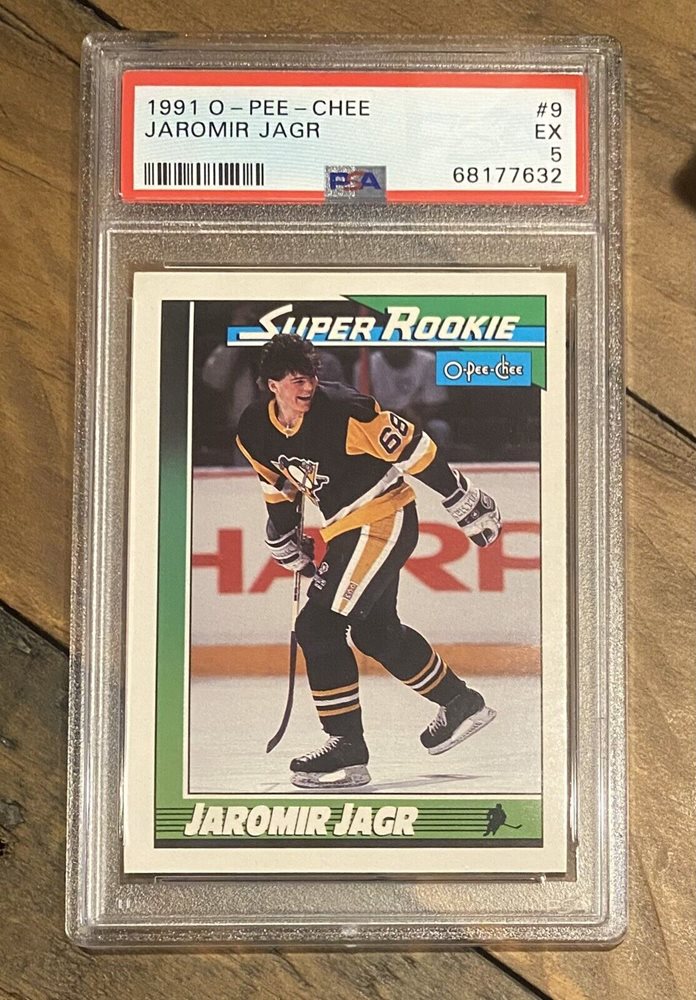 1991 O-PEE-CHEE #9
JAROMIR JAGR EX
5
PSA 68177632
SUPER ROOKIE
O-Pee-Chee
68
HARP
JAROMIR JAGR